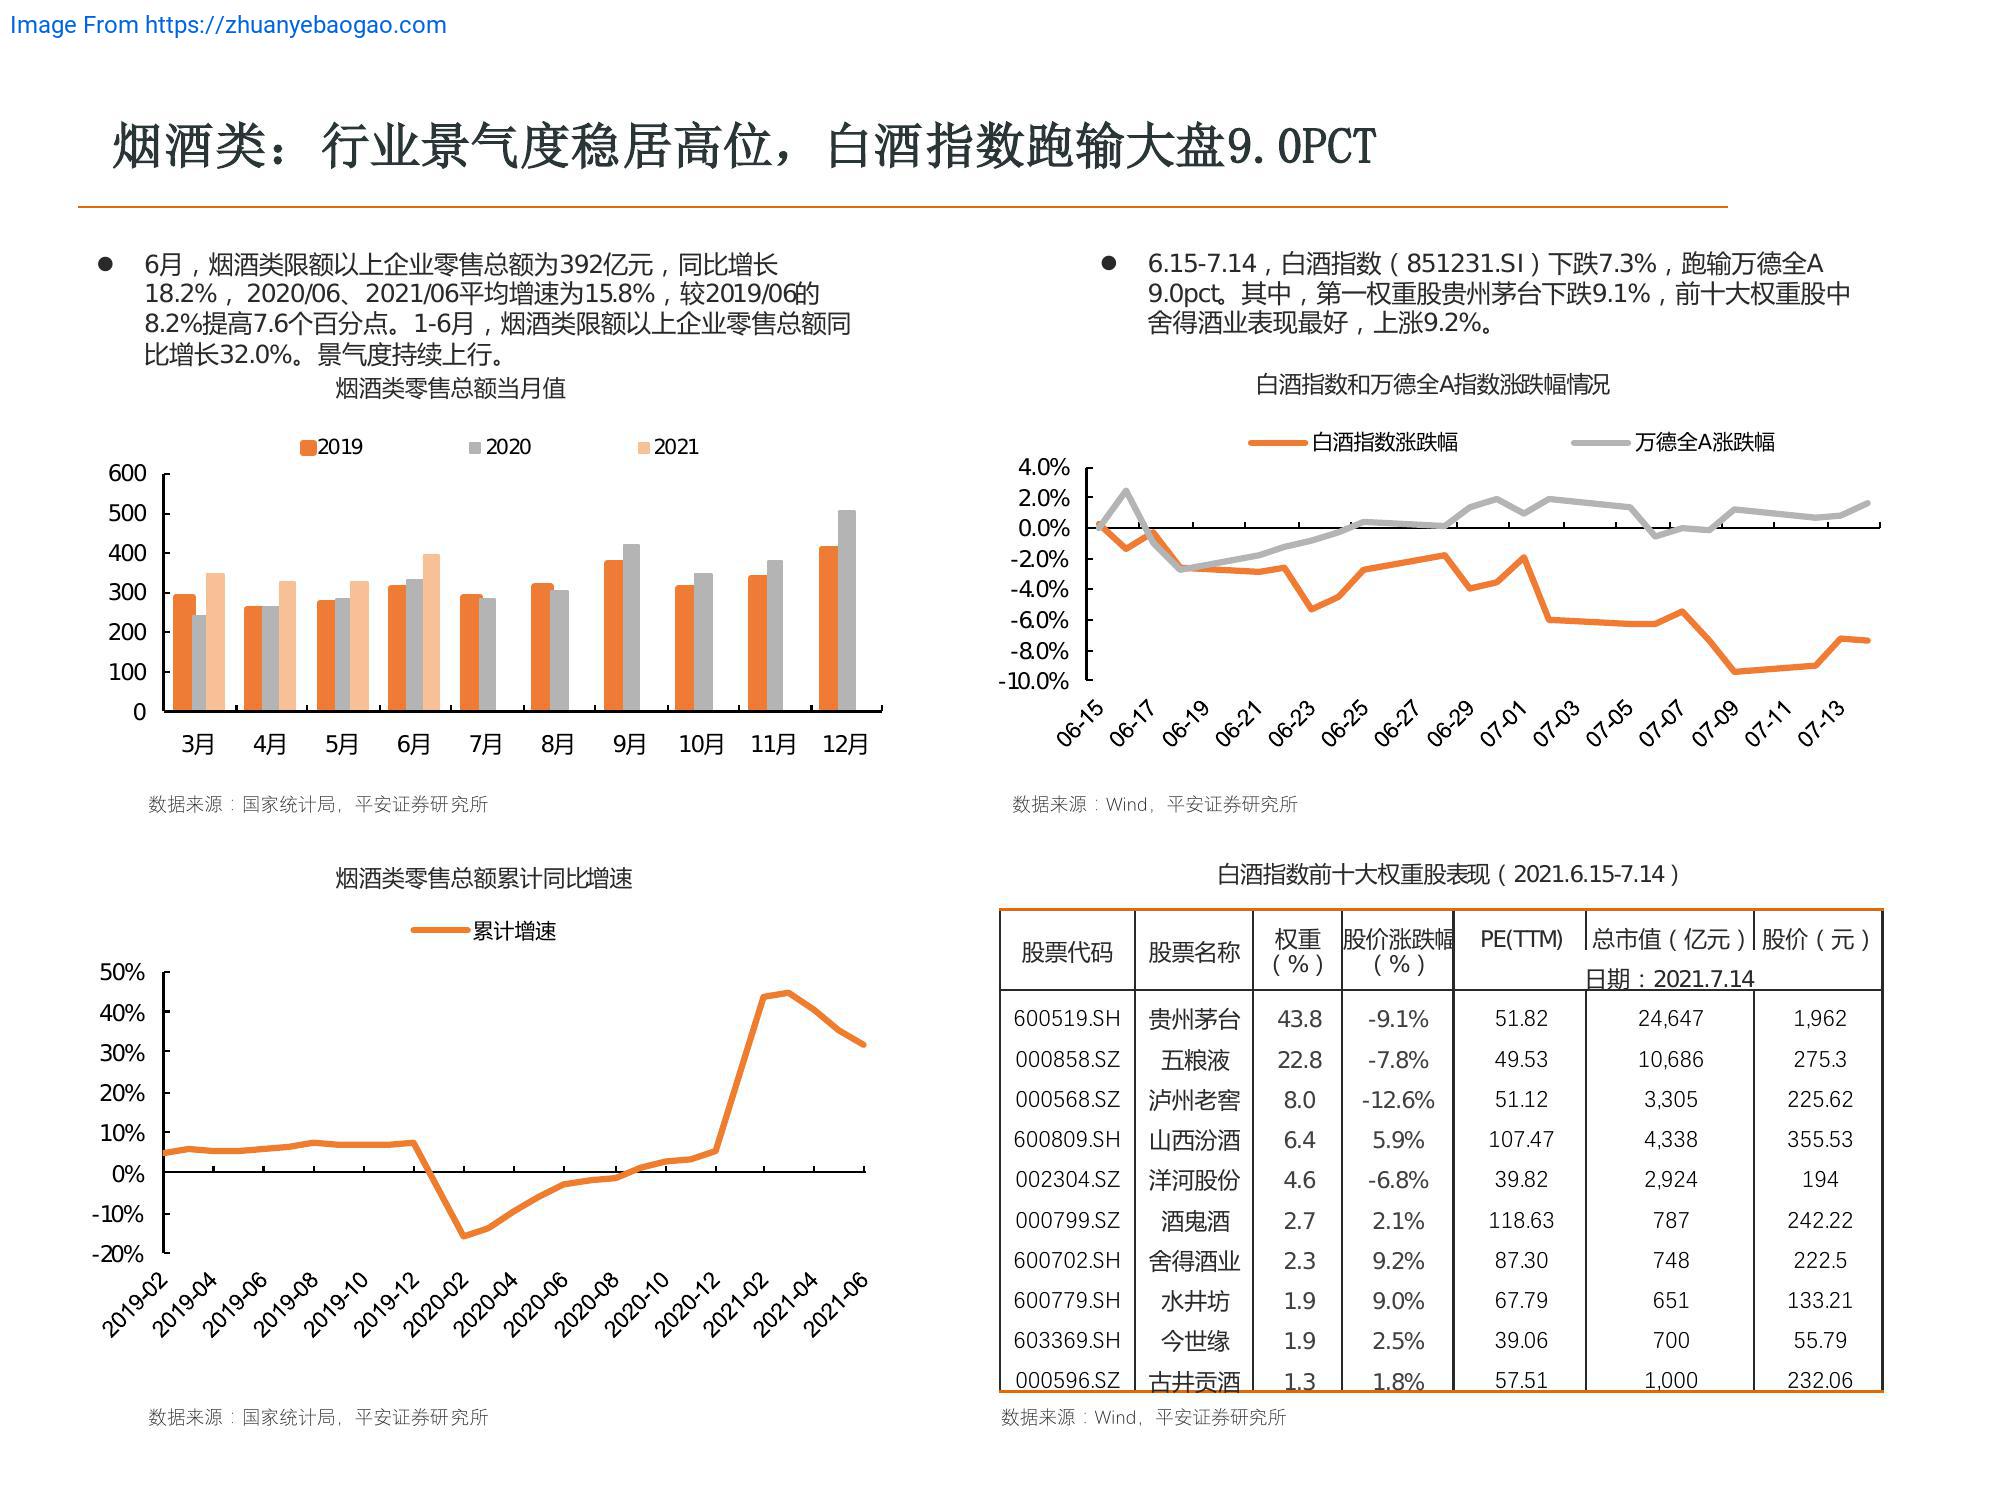 Image From https://zhuanyebaogao.com
烟酒类：行业景气度稳居高位，白酒指数跑输大盘9.0PCT
● 6月，烟酒类限额以上企业零售总额为392亿元，同比增长
18.2%，2020/06、2021/06平均增速为15.8%，较2019/06的
8.2%提高7.6个百分点。1-6月，烟酒类限额以上企业零售总额同
比增长32.0%。景气度持续上行。
烟酒类零售总额当月值
2019 2020 2021
600
500
400
300
200
100
0
3月 4月 5月 6月 7月 8月 9月 10月 11月 12月
数据来源：国家统计局，平安证券研究所
● 6.15-7.14，白酒指数（851231.SI）下跌7.3%，跑输万德全A
9.0pct。其中，第一权重股贵州茅台下跌9.1%，前十大权重股中
舍得酒业表现最好，上涨9.2%。
白酒指数和万德全A指数涨跌幅情况
白酒指数涨跌幅 万德全A涨跌幅
4.0%
2.0%
0.0%
-2.0%
-4.0%
-6.0%
-8.0%
-10.0%
06-15 06-17 06-19 06-21 06-23 06-25 06-27 06-29 07-01 07-03 07-05 07-07 07-09 07-11 07-13
数据来源：Wind，平安证券研究所
烟酒类零售总额累计同比增速
累计增速
50%
40%
30%
20%
10%
0%
-10%
-20%
2019-02 2019-04 2019-06 2019-08 2019-10 2019-12 2020-02 2020-04 2020-06 2020-08 2020-10 2020-12 2021-02 2021-04 2021-06
数据来源：国家统计局，平安证券研究所
白酒指数前十大权重股表现（2021.6.15-7.14）
股票代码 股票名称 权重（%） 股价涨跌幅（%） PE(TTM) 总市值（亿元） 股价（元）
日期：2021.7.14
600519.SH 贵州茅台 43.8 -9.1% 51.82 24,647 1,962
000858.SZ 五粮液 22.8 -7.8% 49.53 10,686 275.3
000568.SZ 泸州老窖 8.0 -12.6% 51.12 3,305 225.62
600809.SH 山西汾酒 6.4 5.9% 107.47 4,338 355.53
002304.SZ 洋河股份 4.6 -6.8% 39.82 2,924 194
000799.SZ 酒鬼酒 2.7 2.1% 118.63 787 242.22
600702.SH 舍得酒业 2.3 9.2% 87.30 748 222.5
600779.SH 水井坊 1.9 9.0% 67.79 651 133.21
603369.SH 今世缘 1.9 2.5% 39.06 700 55.79
000596.SZ 古井贡酒 1.3 1.8% 57.51 1,000 232.06
数据来源：Wind，平安证券研究所